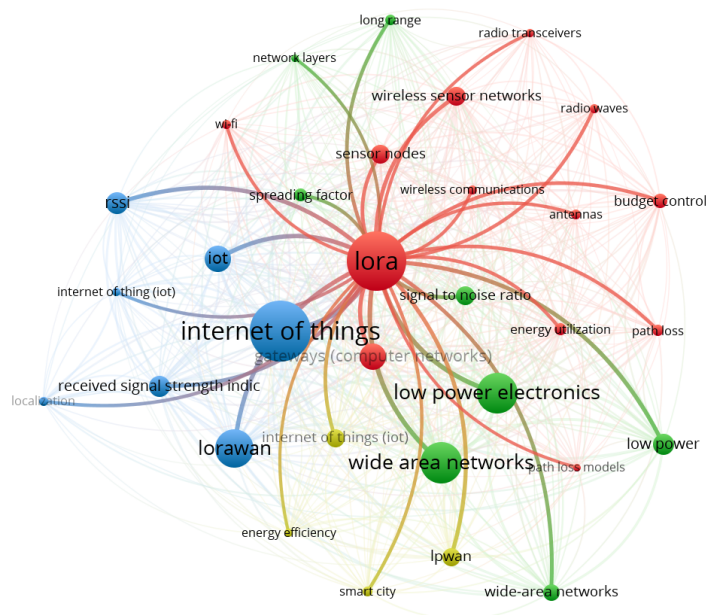 long range
radio transceivers
network layers
wireless sensor networks
radio waves
wi-fi
sensor nodes
wireless communications
spreading factor
rssi
budget control
antennas
iot
lora
internet of thing (iot)
signal to noise ratio
internet of things
energy utilization
path loss
gateways (computer networks)
received signal strength indic
low power electronics
localization
internet of things (iot)
lorawan
low power
wide area networks
path loss models
energy efficiency
lpwan
smart city
wide-area networks